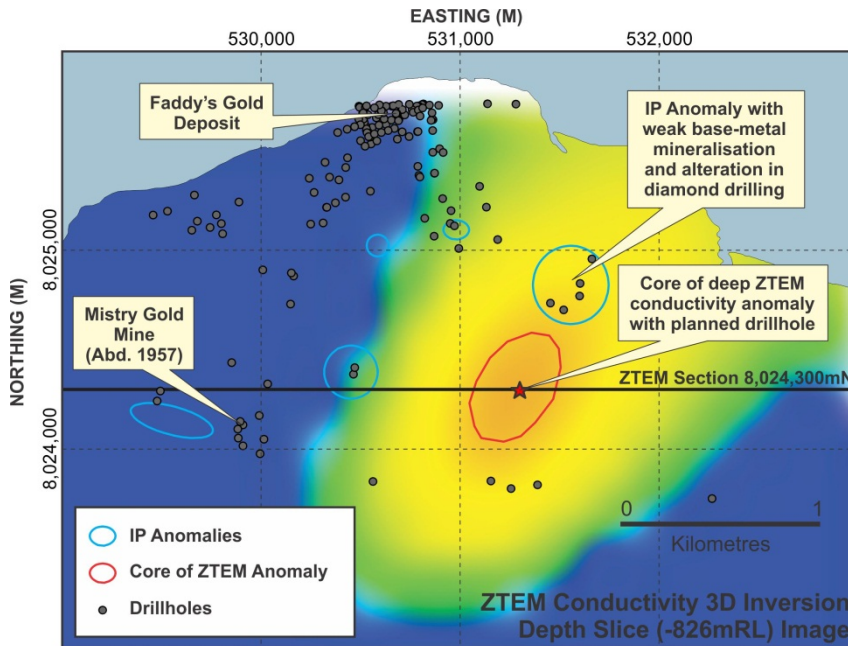 EASTING (M)
530,000
531,000
532,000
Faddy's Gold
Deposit
IP Anomaly with
weak base-metal
mineralisation
and alteration in
diamond drilling
8,025,000
NORTHING (M)
Core of deep ZTEM
conductivity anomaly
with planned drillhole
Mistry Gold
Mine
(Abd. 1957)
ZTEM Section 8,024,300mN
8,024,000
0
1
Kilometres
IP Anomalies
Core of ZTEM Anomaly
Drillholes
ZTEM Conductivity 3D Inversion
Depth Slice (-826mRL) Image